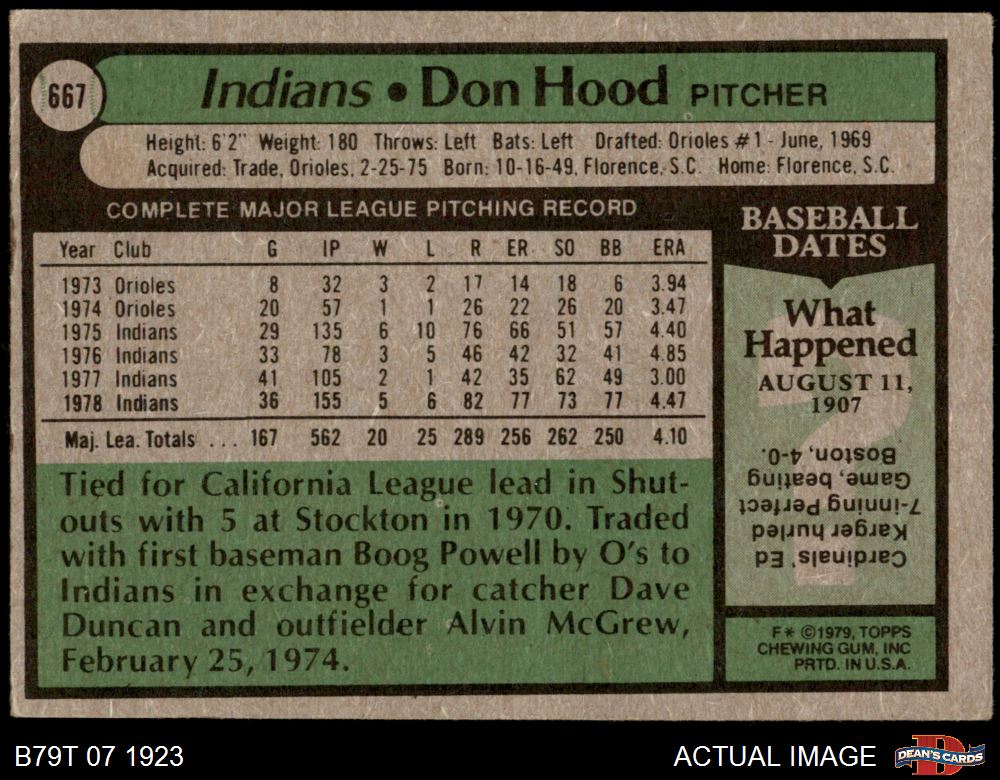 667
Indians • Don Hood PITCHER
Height: 6'2" Weight: 180 Throws: Left Bats: Left Drafted: Orioles #1 - June, 1969
Acquired: Trade, Orioles, 2-25-75 Born: 10-16-49, Florence, S.C. Home: Florence, S.C.
COMPLETE MAJOR LEAGUE PITCHING RECORD
Year Club G IP W L R ER SO BB ERA
1973 Orioles 8 32 3 2 17 14 18 6 3.94
1974 Orioles 20 57 1 1 26 22 26 20 3.47
1975 Indians 29 135 6 10 76 66 51 57 4.40
1976 Indians 33 78 3 5 46 42 32 41 4.85
1977 Indians 41 105 2 1 42 35 62 49 3.00
1978 Indians 36 155 5 6 82 77 73 77 4.47
Maj. Lea. Totals ... 167 562 20 25 289 256 262 250 4.10
Tied for California League lead in Shut-
outs with 5 at Stockton in 1970. Traded
with first baseman Boog Powell by O's to
Indians in exchange for catcher Dave
Duncan and outfielder Alvin McGrew,
February 25, 1974.
BASEBALL
DATES
What
Happened
AUGUST 11,
1907
Cardinals' Ed
Karger hurled
7-inning Perfect
Game, beating
Boston, 4-0.
F* ©1979, TOPPS
CHEWING GUM, INC
PRTD. IN U.S.A.
B79T 07 1923
ACTUAL IMAGE
DEAN'S CARDS